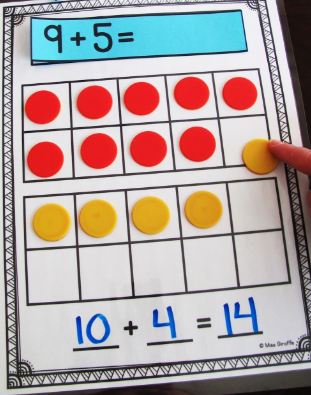 9+5=
10 + 4 = 14
© Miss Giraffe